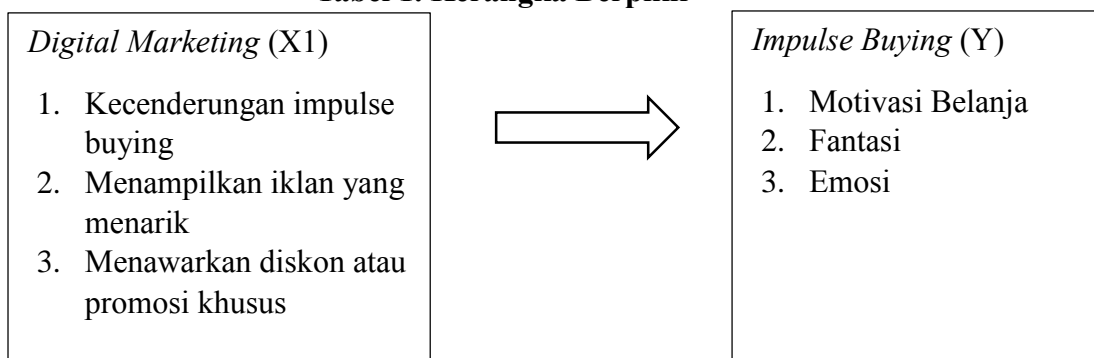 Digital Marketing (X1)
1. Kecenderungan impulse
buying
2. Menampilkan iklan yang
menarik
3. Menawarkan diskon atau
promosi khusus
Impulse Buying (Y)
1. Motivasi Belanja
2. Fantasi
3. Emosi